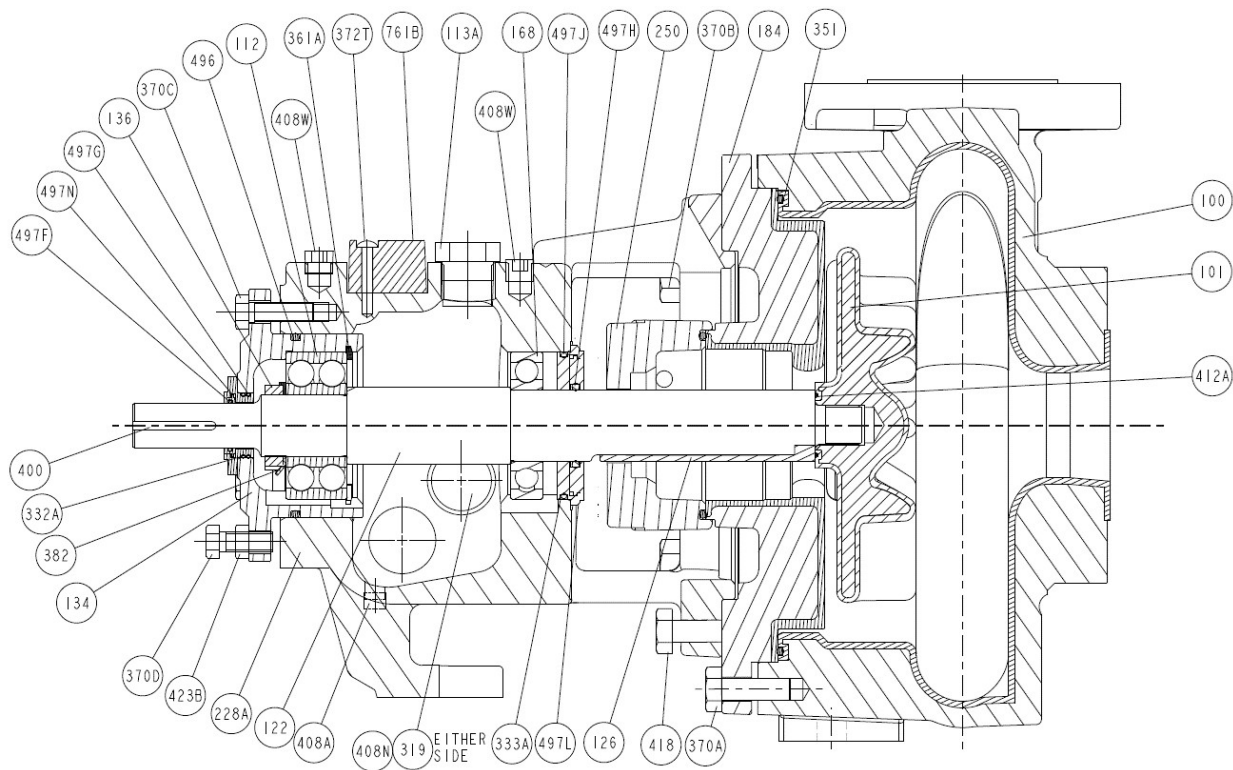 361A
372T
761B
113A
168
497J
497H
250
370B
184
351
112
496
370C
408W
408W
136
497G
497N
497F
100
101
412A
400
332A
382
134
370D
423B
228A
122
408A
408N
319
EITHER
SIDE
333A
497L
126
418
370A